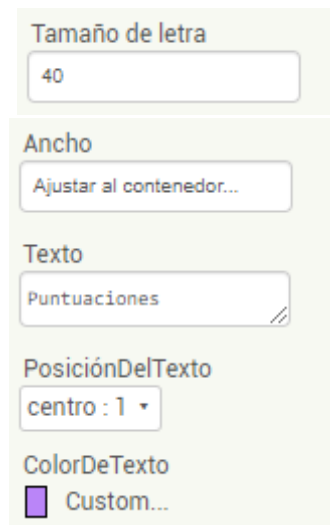 Tamaño de letra
40
Ancho
Ajustar al contenedor...
Texto
Puntuaciones
PosiciónDelTexto
centro : 1
ColorDeTexto
Custom...